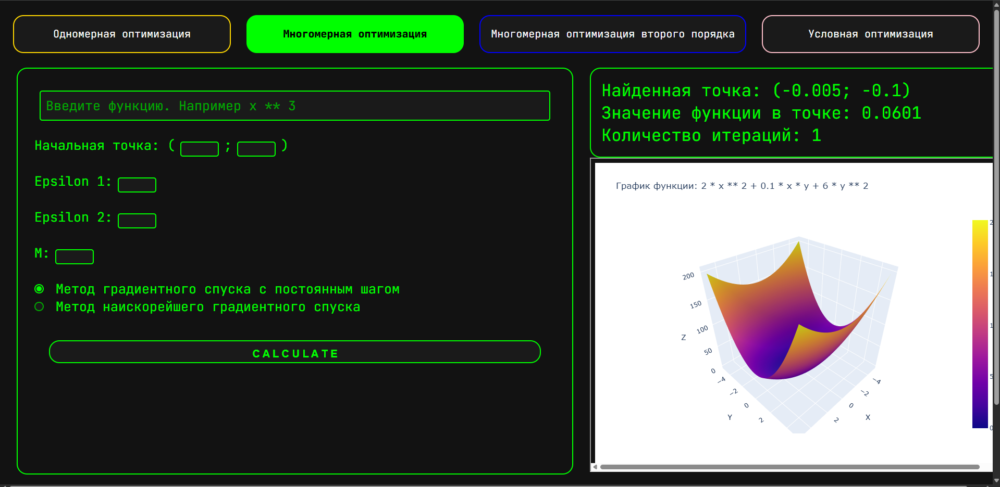 Одномерная оптимизация
Многомерная оптимизация
Многомерная оптимизация второго порядка
Условная оптимизация
Введите функцию. Например x ** 3
Начальная точка: ( ; )
Epsilon 1:
Epsilon 2:
M:
Метод градиентного спуска с постоянным шагом
Метод наискорейшего градиентного спуска
CALCULATE
Найденная точка: (-0.005; -0.1)
Значение функции в точке: 0.0601
Количество итераций: 1
График функции: 2 * x ** 2 + 0.1 * x * y + 6 * y ** 2
200
150
100
50
0
Z
−4
−2
0
2
Y
−4
−2
0
2
X